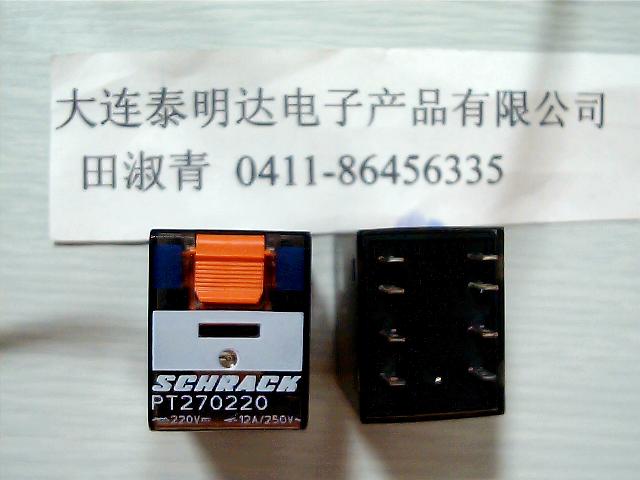 大连泰明达电子产品有限公司
田淑青 0411-86456335
SCHRACK
PT270220
220V⎓ 12A/250V~